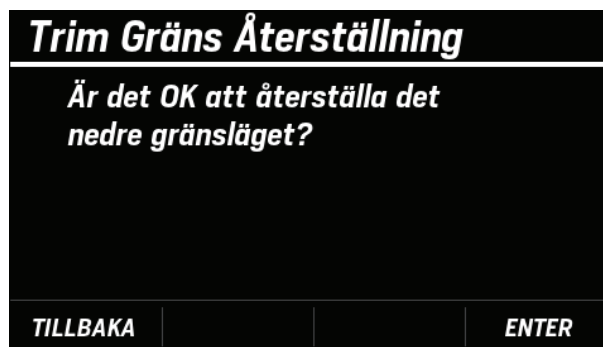 Trim Gräns Återställning
Är det OK att återställa det
nedre gränsläget?
TILLBAKA ENTER